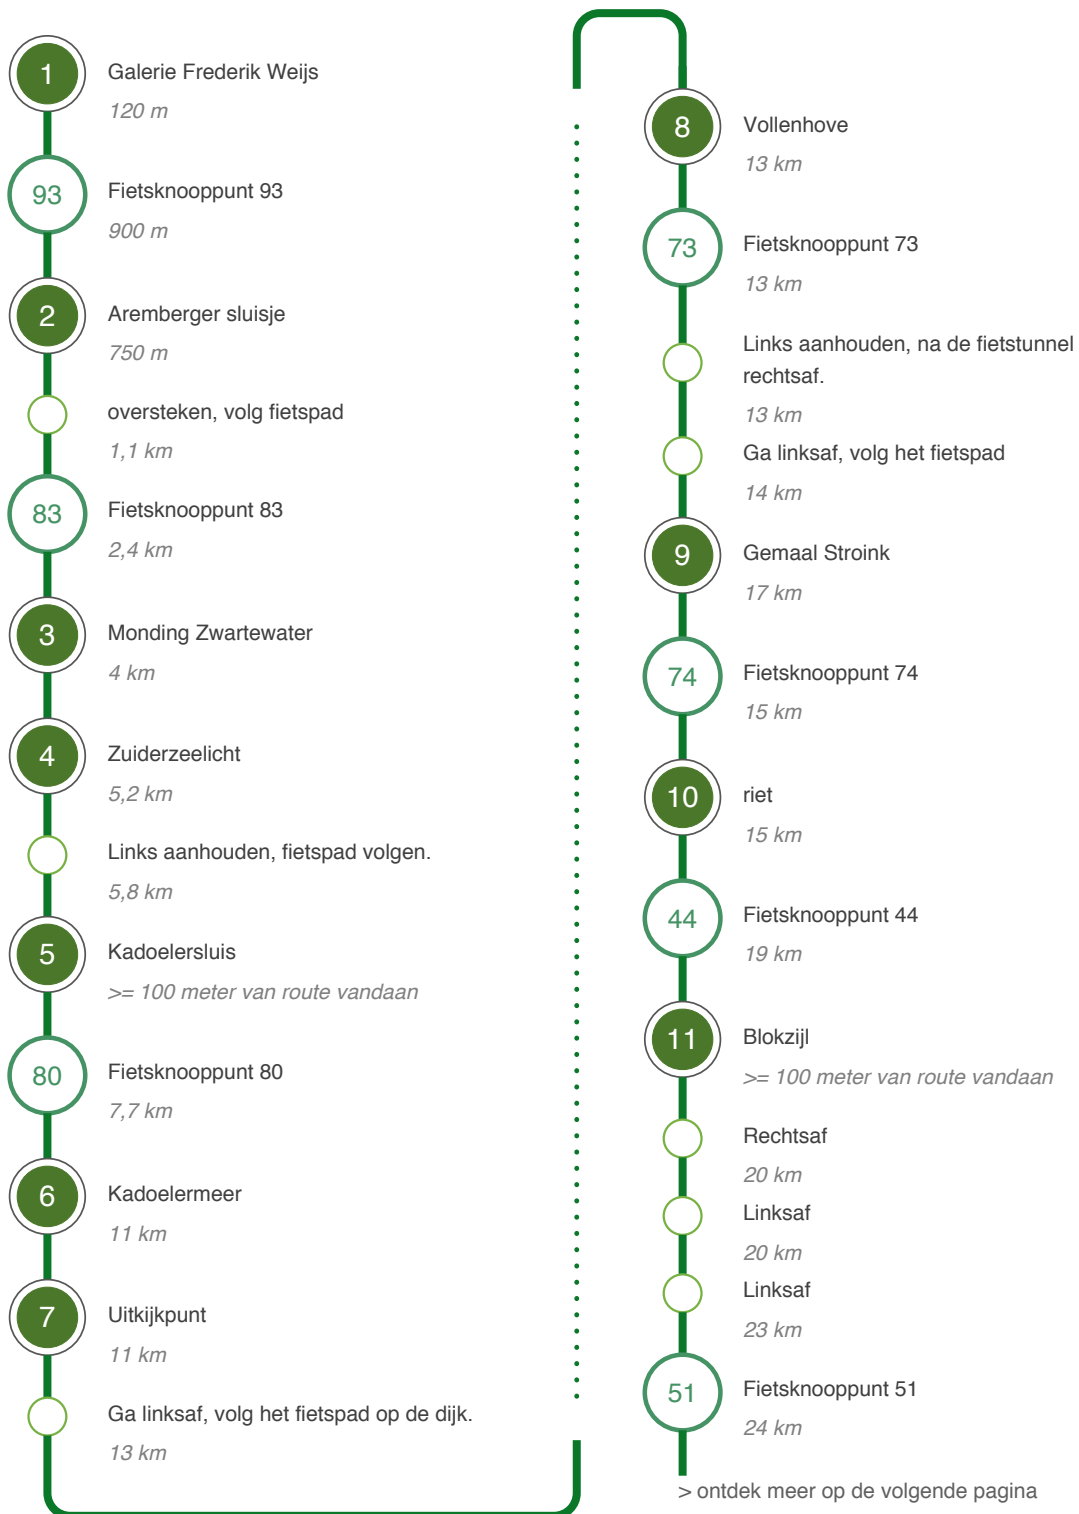 1
Galerie Frederik Weijs
120 m
93
Fietsknooppunt 93
900 m
2
Aremberger sluisje
750 m
oversteken, volg fietspad
1,1 km
83
Fietsknooppunt 83
2,4 km
3
Monding Zwartewater
4 km
4
Zuiderzeelicht
5,2 km
Links aanhouden, fietspad volgen.
5,8 km
5
Kadoelersluis
>= 100 meter van route vandaan
80
Fietsknooppunt 80
7,7 km
6
Kadoelermeer
11 km
7
Uitkijkpunt
11 km
Ga linksaf, volg het fietspad op de dijk.
13 km
8
Vollenhove
13 km
73
Fietsknooppunt 73
13 km
Links aanhouden, na de fietstunnel
rechtsaf.
13 km
Ga linksaf, volg het fietspad
14 km
9
Gemaal Stroink
17 km
74
Fietsknooppunt 74
15 km
10
riet
15 km
44
Fietsknooppunt 44
19 km
11
Blokzijl
>= 100 meter van route vandaan
Rechtsaf
20 km
Linksaf
20 km
Linksaf
23 km
51
Fietsknooppunt 51
24 km
> ontdek meer op de volgende pagina